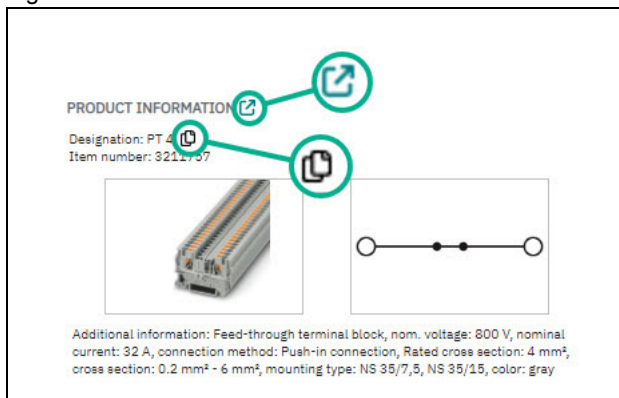 PRODUCT INFORMATION
Designation: PT 4
Item number: 3211757
Additional information: Feed-through terminal block, nom. voltage: 800 V, nominal
current: 32 A, connection method: Push-in connection, Rated cross section: 4 mm²,
cross section: 0.2 mm² - 6 mm², mounting type: NS 35/7,5, NS 35/15, color: gray